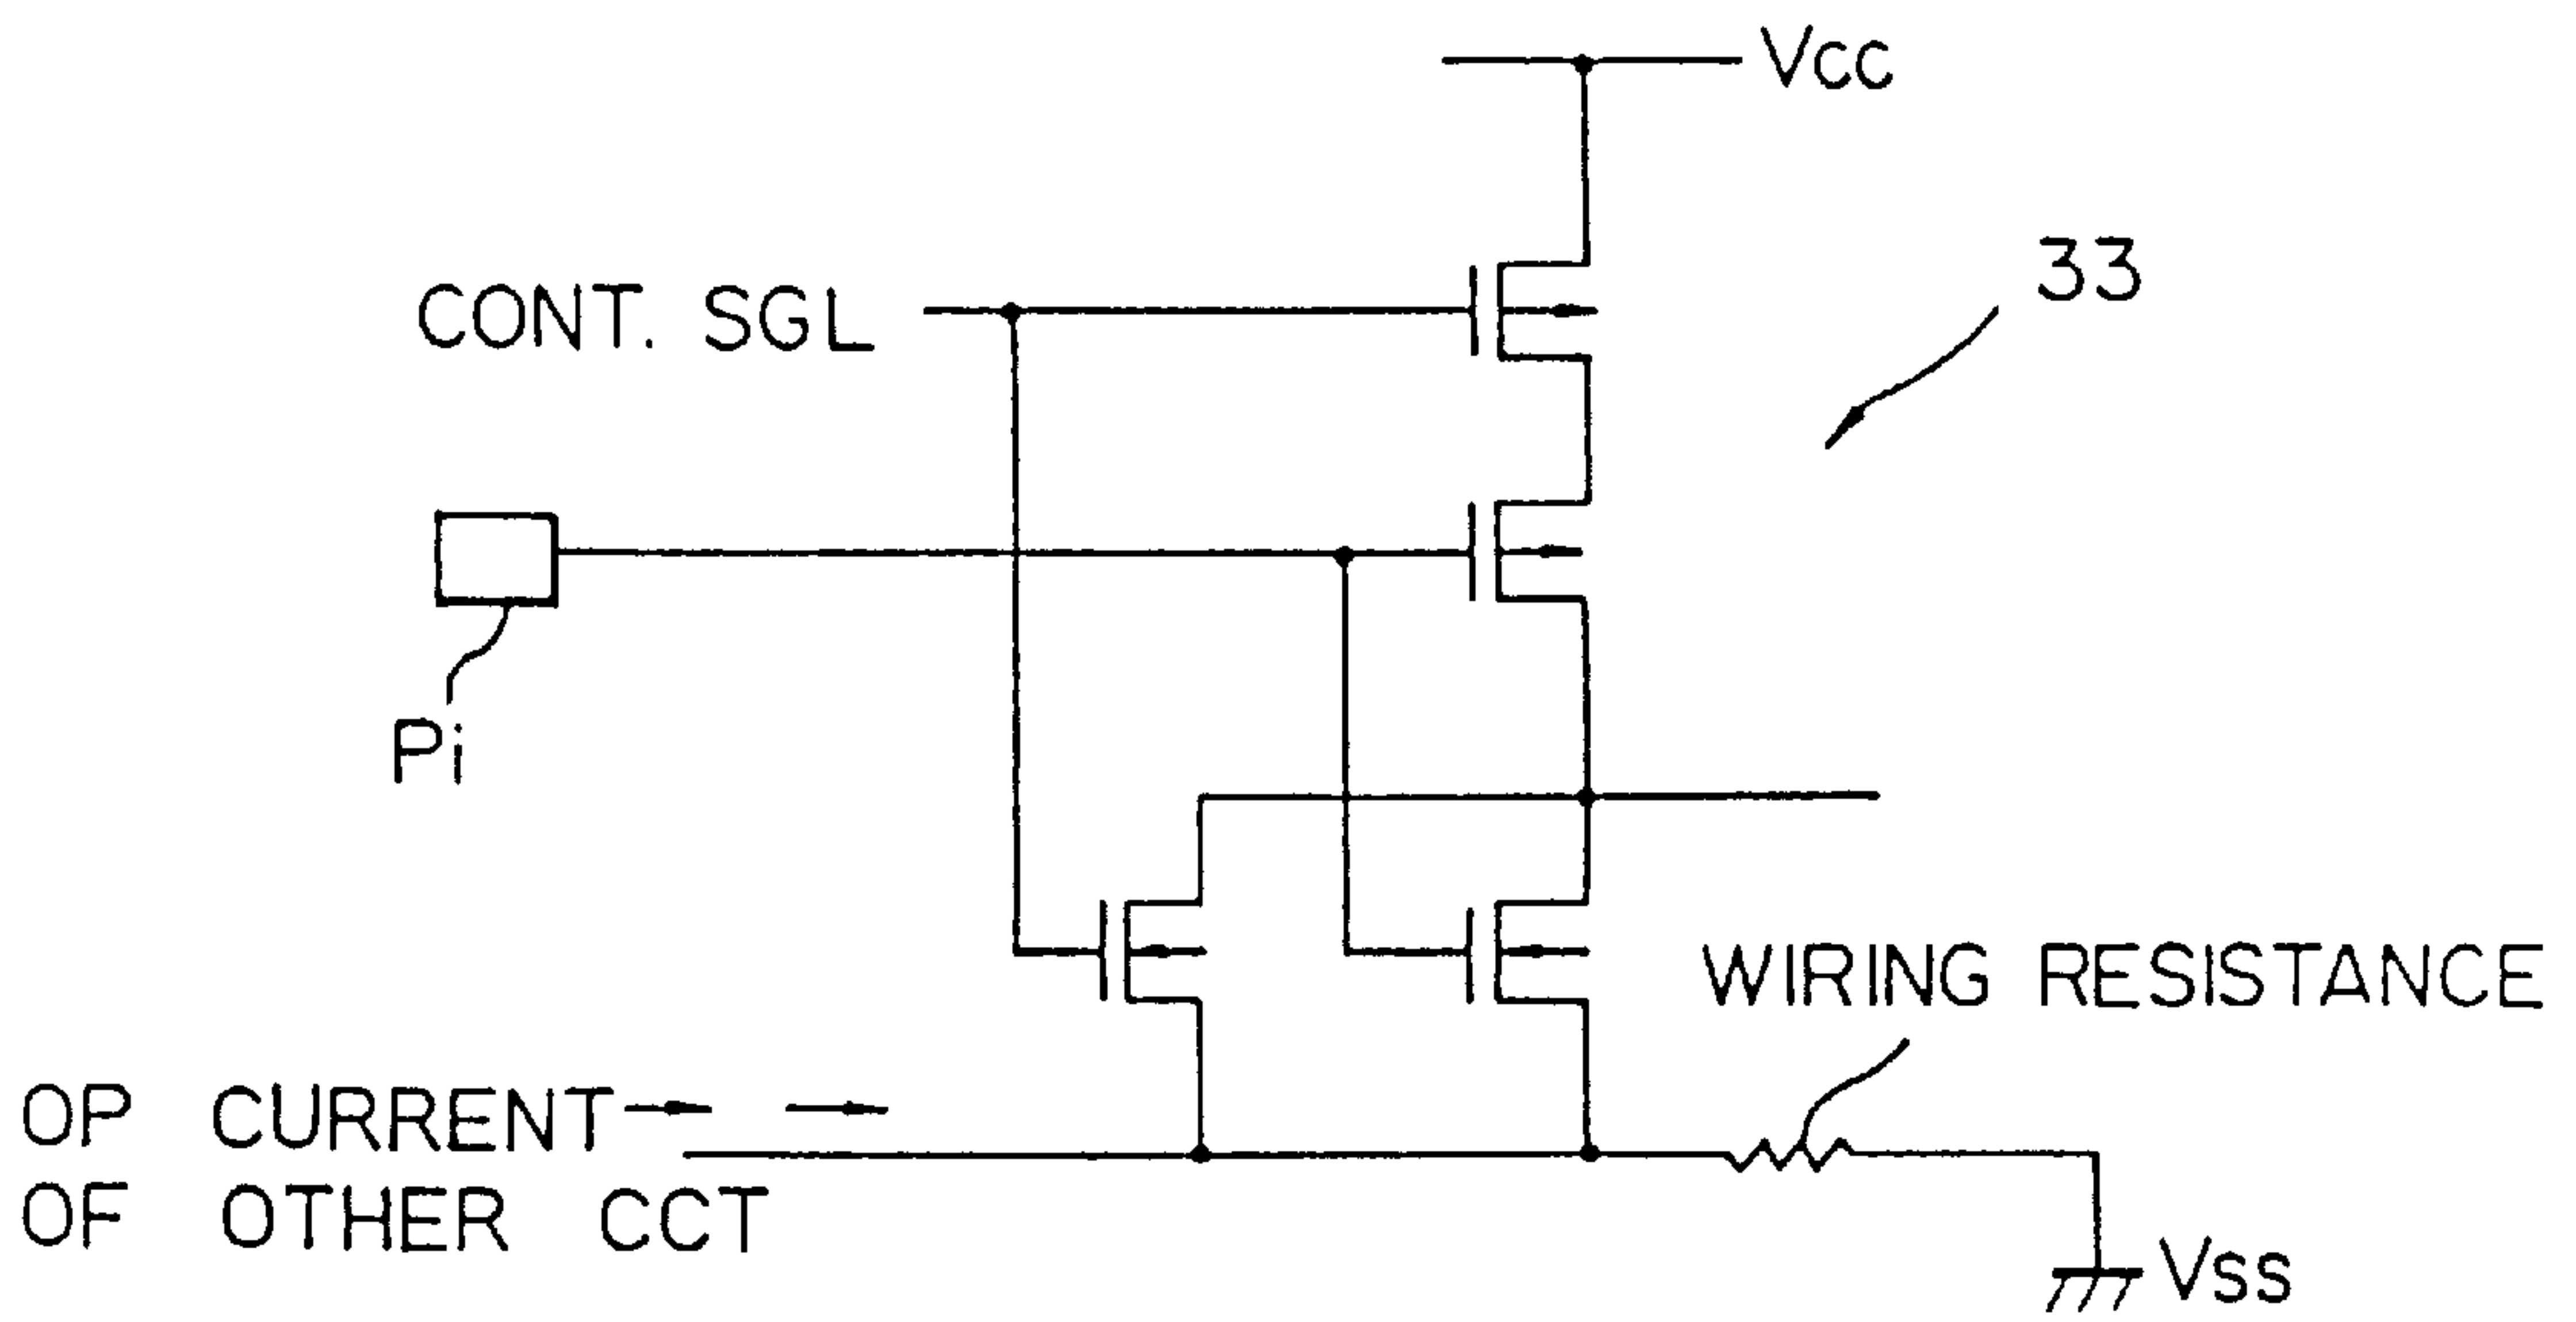 Vcc
33
CONT. SGL
Pi
WIRING RESISTANCE
OP CURRENT
OF OTHER CCT
Vss